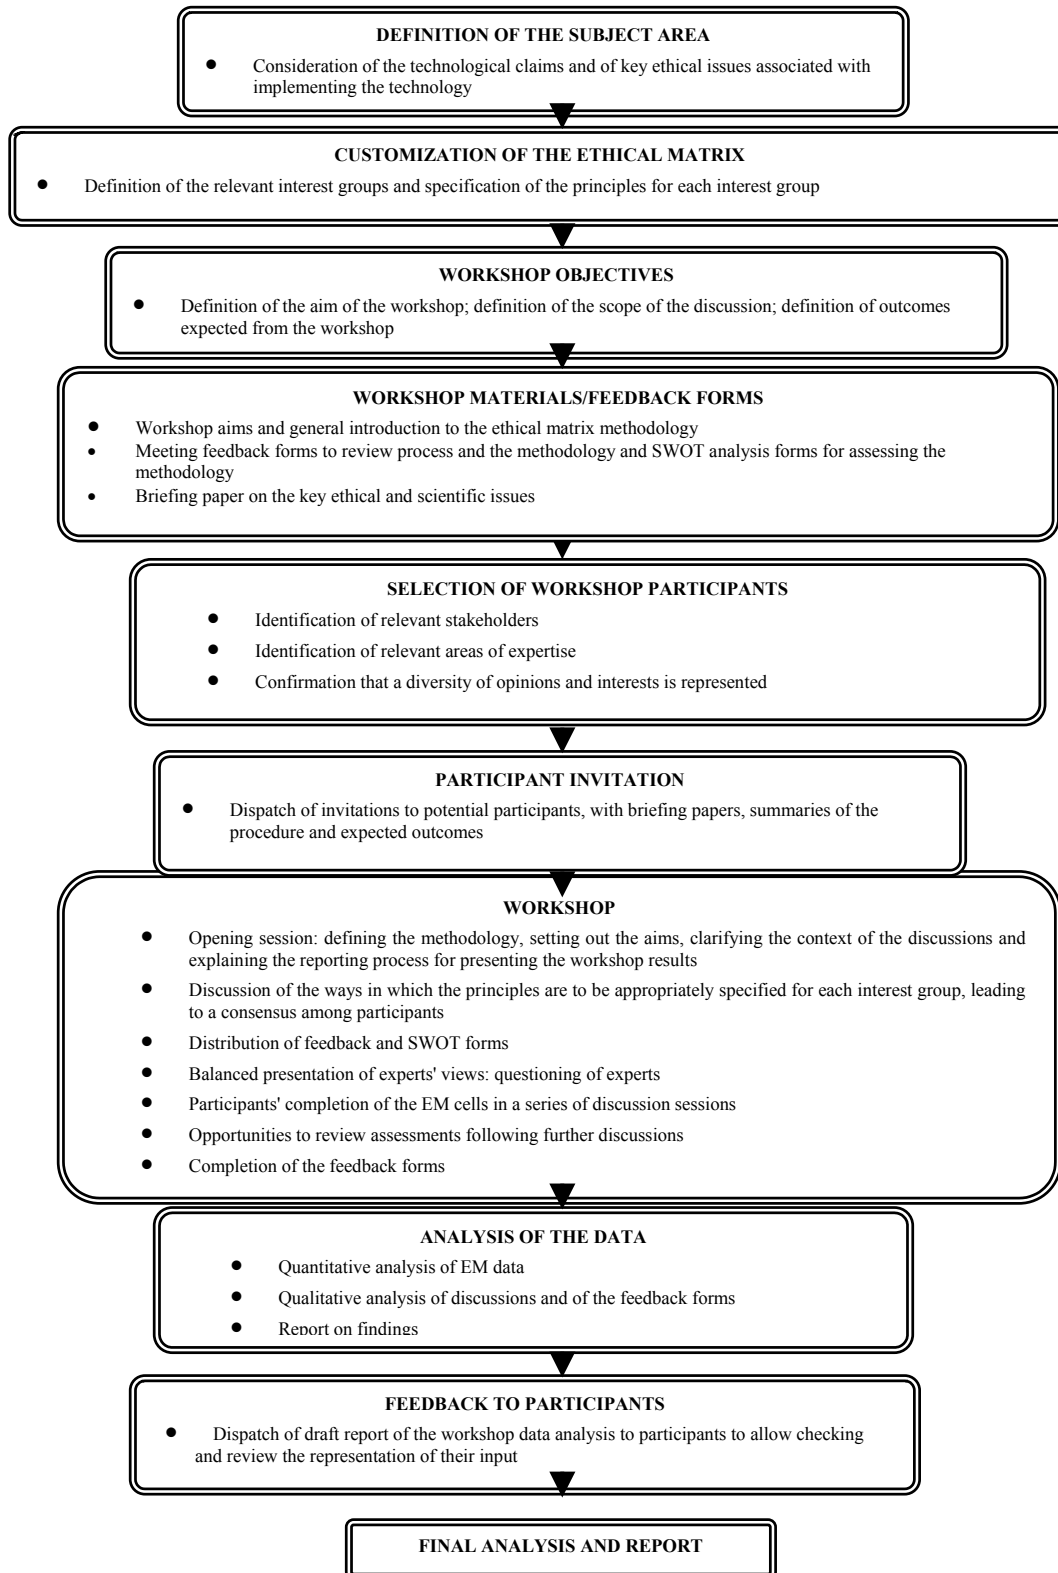 DEFINITION OF THE SUBJECT AREA
● Consideration of the technological claims and of key ethical issues associated with
implementing the technology
CUSTOMIZATION OF THE ETHICAL MATRIX
● Definition of the relevant interest groups and specification of the principles for each interest group
WORKSHOP OBJECTIVES
● Definition of the aim of the workshop; definition of the scope of the discussion; definition of outcomes
expected from the workshop
WORKSHOP MATERIALS/FEEDBACK FORMS
● Workshop aims and general introduction to the ethical matrix methodology
● Meeting feedback forms to review process and the methodology and SWOT analysis forms for assessing the
methodology
● Briefing paper on the key ethical and scientific issues
SELECTION OF WORKSHOP PARTICIPANTS
● Identification of relevant stakeholders
● Identification of relevant areas of expertise
● Confirmation that a diversity of opinions and interests is represented
PARTICIPANT INVITATION
● Dispatch of invitations to potential participants, with briefing papers, summaries of the
procedure and expected outcomes
WORKSHOP
● Opening session: defining the methodology, setting out the aims, clarifying the context of the discussions and
explaining the reporting process for presenting the workshop results
● Discussion of the ways in which the principles are to be appropriately specified for each interest group, leading
to a consensus among participants
● Distribution of feedback and SWOT forms
● Balanced presentation of experts' views: questioning of experts
● Participants' completion of the EM cells in a series of discussion sessions
● Opportunities to review assessments following further discussions
● Completion of the feedback forms
ANALYSIS OF THE DATA
● Quantitative analysis of EM data
● Qualitative analysis of discussions and of the feedback forms
● Report on findings
FEEDBACK TO PARTICIPANTS
● Dispatch of draft report of the workshop data analysis to participants to allow checking
and review the representation of their input
FINAL ANALYSIS AND REPORT